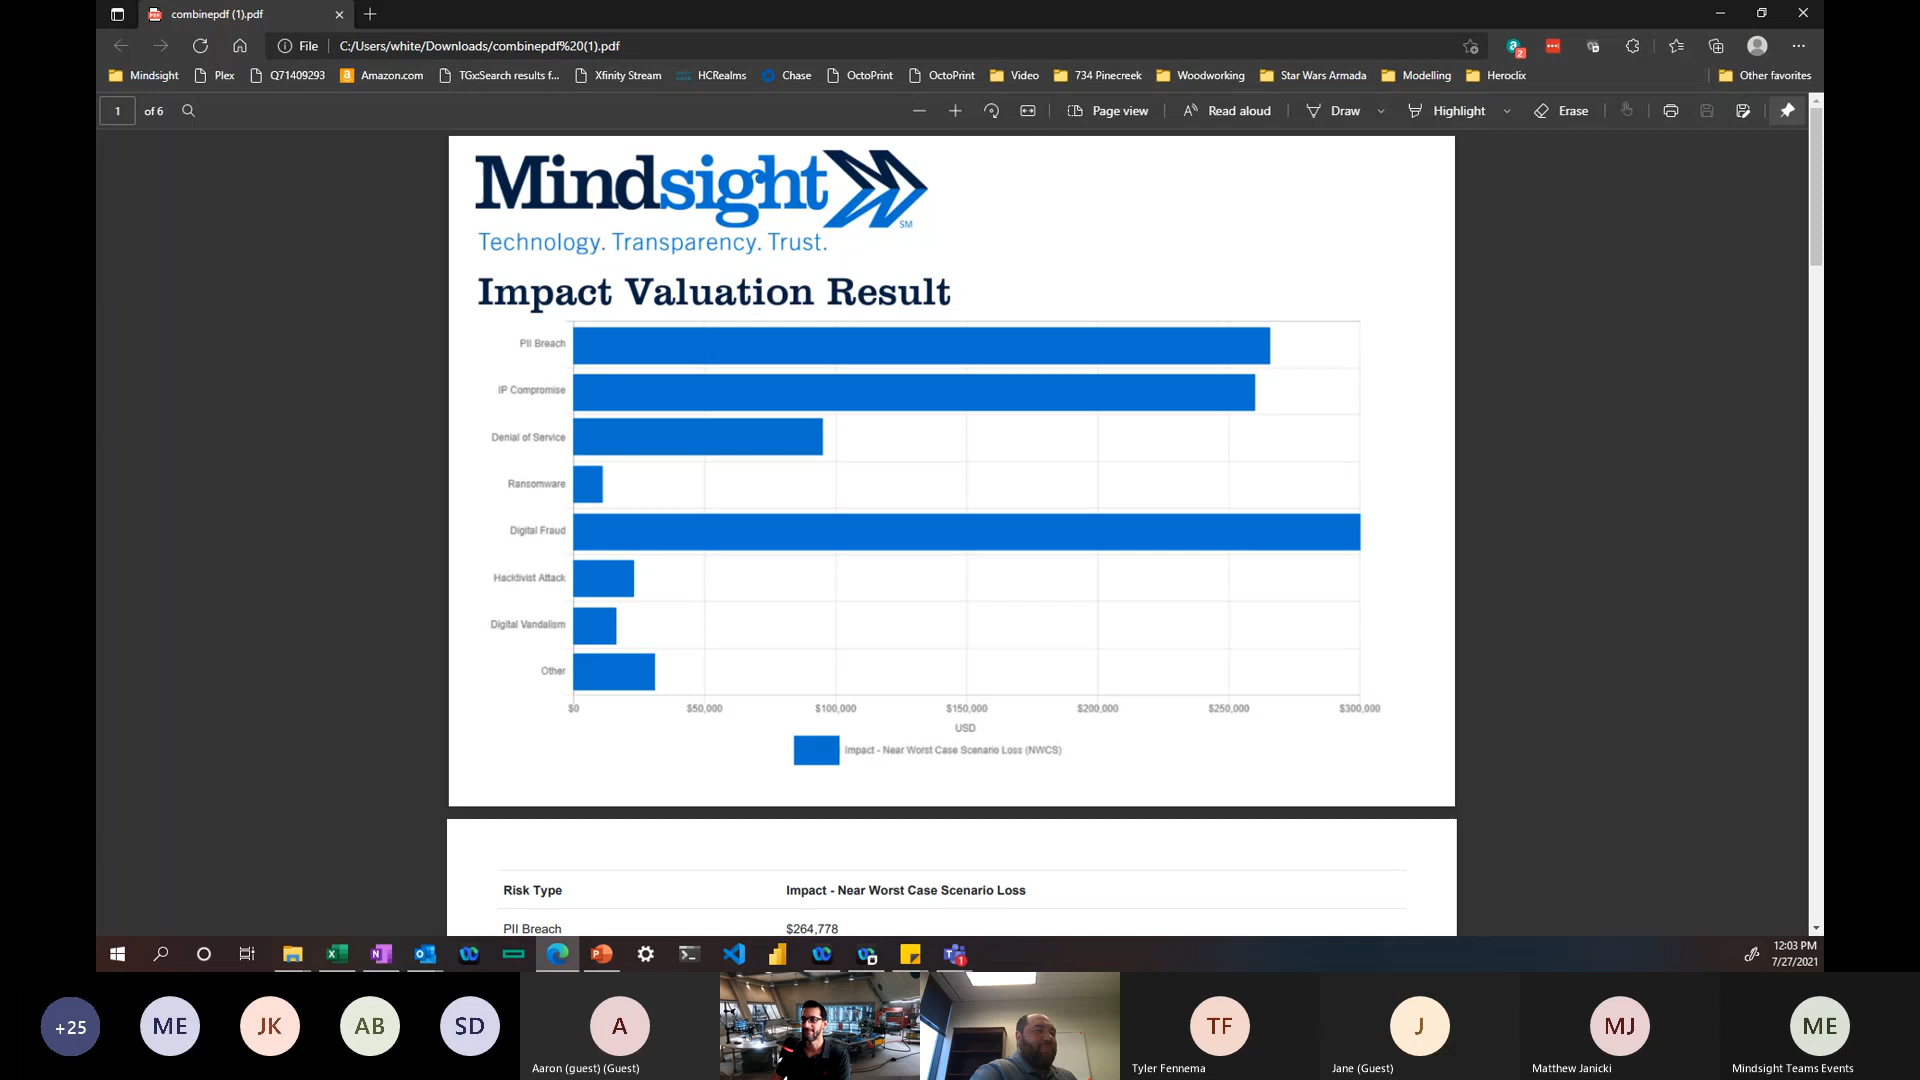 combinepdf (1).pdf
File
C:/Users/white/Downloads/combinepdf%20(1).pdf
2
Mindsight
Plex
Q71409293
Amazon.com
TGx:Search results f...
Xfinity Stream
HCRealms
Chase
OctoPrint
OctoPrint
Video
734 Pinecreek
Woodworking
Star Wars Armada
Modelling
Heroclix
Other favorites
1
of 6
Page view
Read aloud
Draw
Highlight
Erase
Mindsight
SM
Technology. Transparency. Trust.
Impact Valuation Result
PII Breach
IP Compromise
Denial of Service
Ransomware
Digital Fraud
Hacktivist Attack
Digital Vandalism
Other
$0
$50,000
$100,000
$150,000
$200,000
$250,000
$300,000
USD
Impact - Near Worst Case Scenario Loss (NWCS)
Risk Type
Impact - Near Worst Case Scenario Loss
PII Breach
$264,778
12:03 PM
7/27/2021
+25
ME
JK
AB
SD
A
Aaron (guest) (Guest)
TF
Tyler Fennema
J
Jane (Guest)
MJ
Matthew Janicki
ME
Mindsight Teams Events